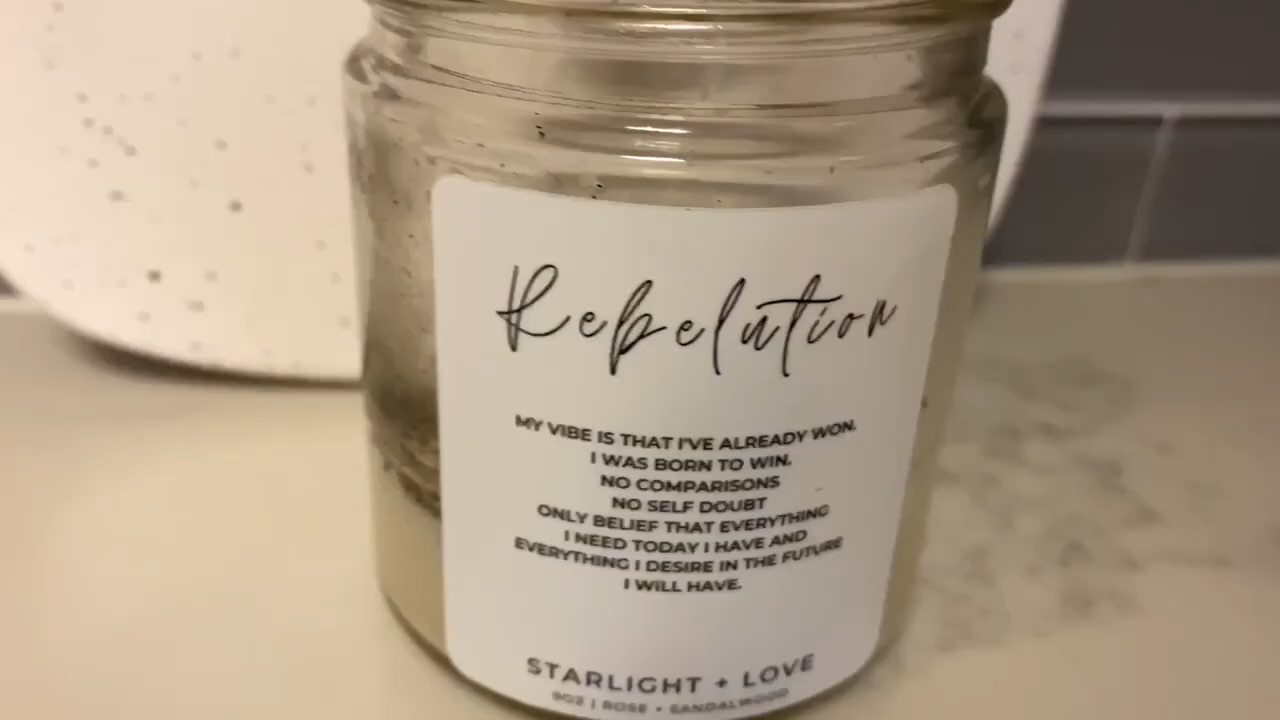 Rebelution
MY VIBE IS THAT I'VE ALREADY WON.
I WAS BORN TO WIN.
NO COMPARISONS
NO SELF DOUBT
ONLY BELIEF THAT EVERYTHING
I NEED TODAY I HAVE AND
EVERYTHING I DESIRE IN THE FUTURE
I WILL HAVE.
STARLIGHT + LOVE
9OZ | ROSE + SANDALWOOD